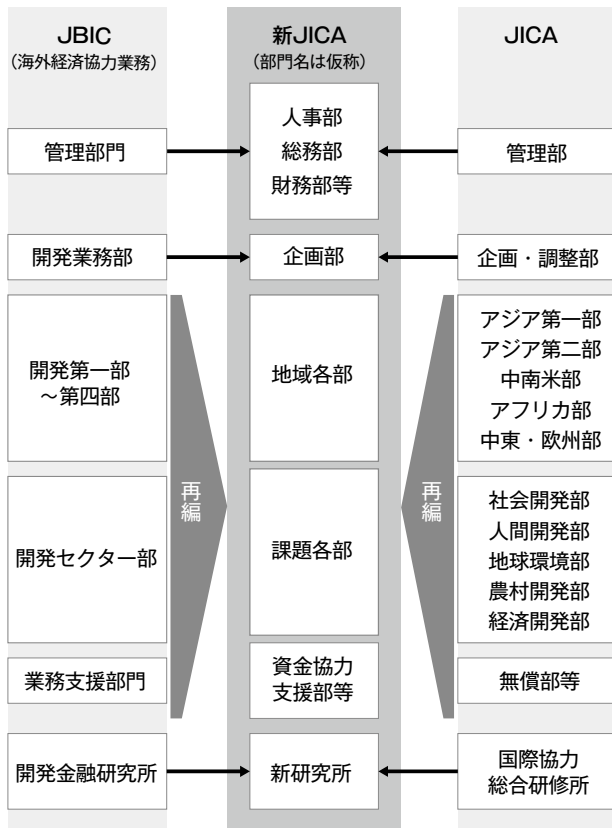 JBIC
（海外経済協力業務）
新JICA
（部門名は仮称）
JICA
管理部門
人事部
総務部
財務部等
管理部
開発業務部
企画部
企画・調整部
開発第一部
～第四部
地域各部
アジア第一部
アジア第二部
中南米部
アフリカ部
中東・欧州部
再編
再編
開発セクター部
課題各部
社会開発部
人間開発部
地球環境部
農村開発部
経済開発部
業務支援部門
資金協力
支援部等
無償部等
開発金融研究所
新研究所
国際協力
総合研修所